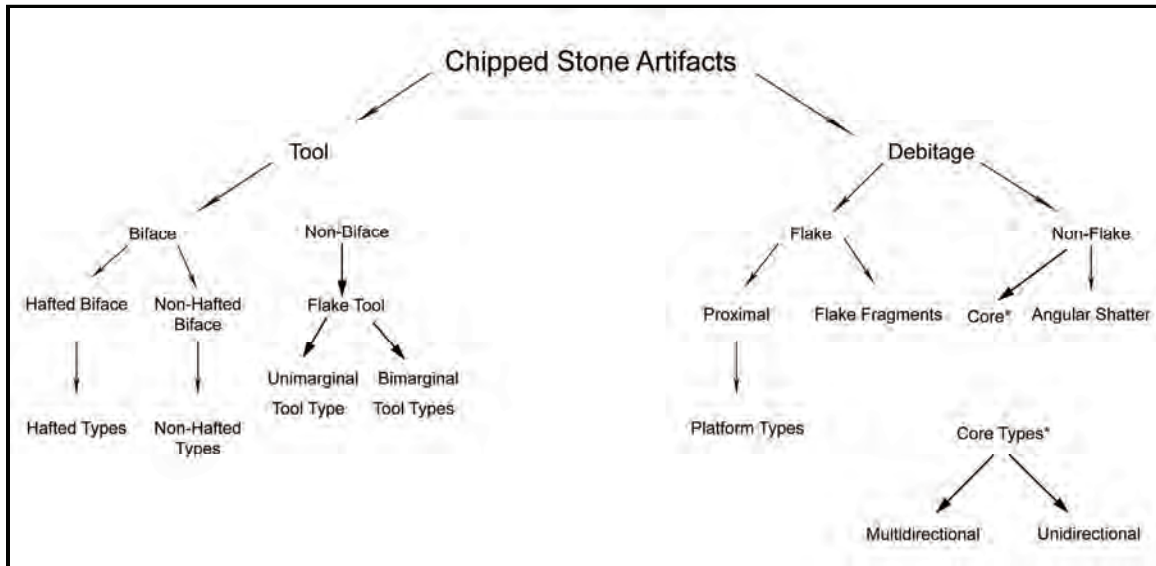 Chipped Stone Artifacts
Tool
Debitage
Biface
Non-Biface
Flake
Non-Flake
Hafted Biface
Non-Hafted
Biface
Flake Tool
Proximal
Flake Fragments
Core*
Angular Shatter
Unimarginal
Tool Type
Bimarginal
Tool Types
Hafted Types
Non-Hafted
Types
Platform Types
Core Types*
Multidirectional
Unidirectional